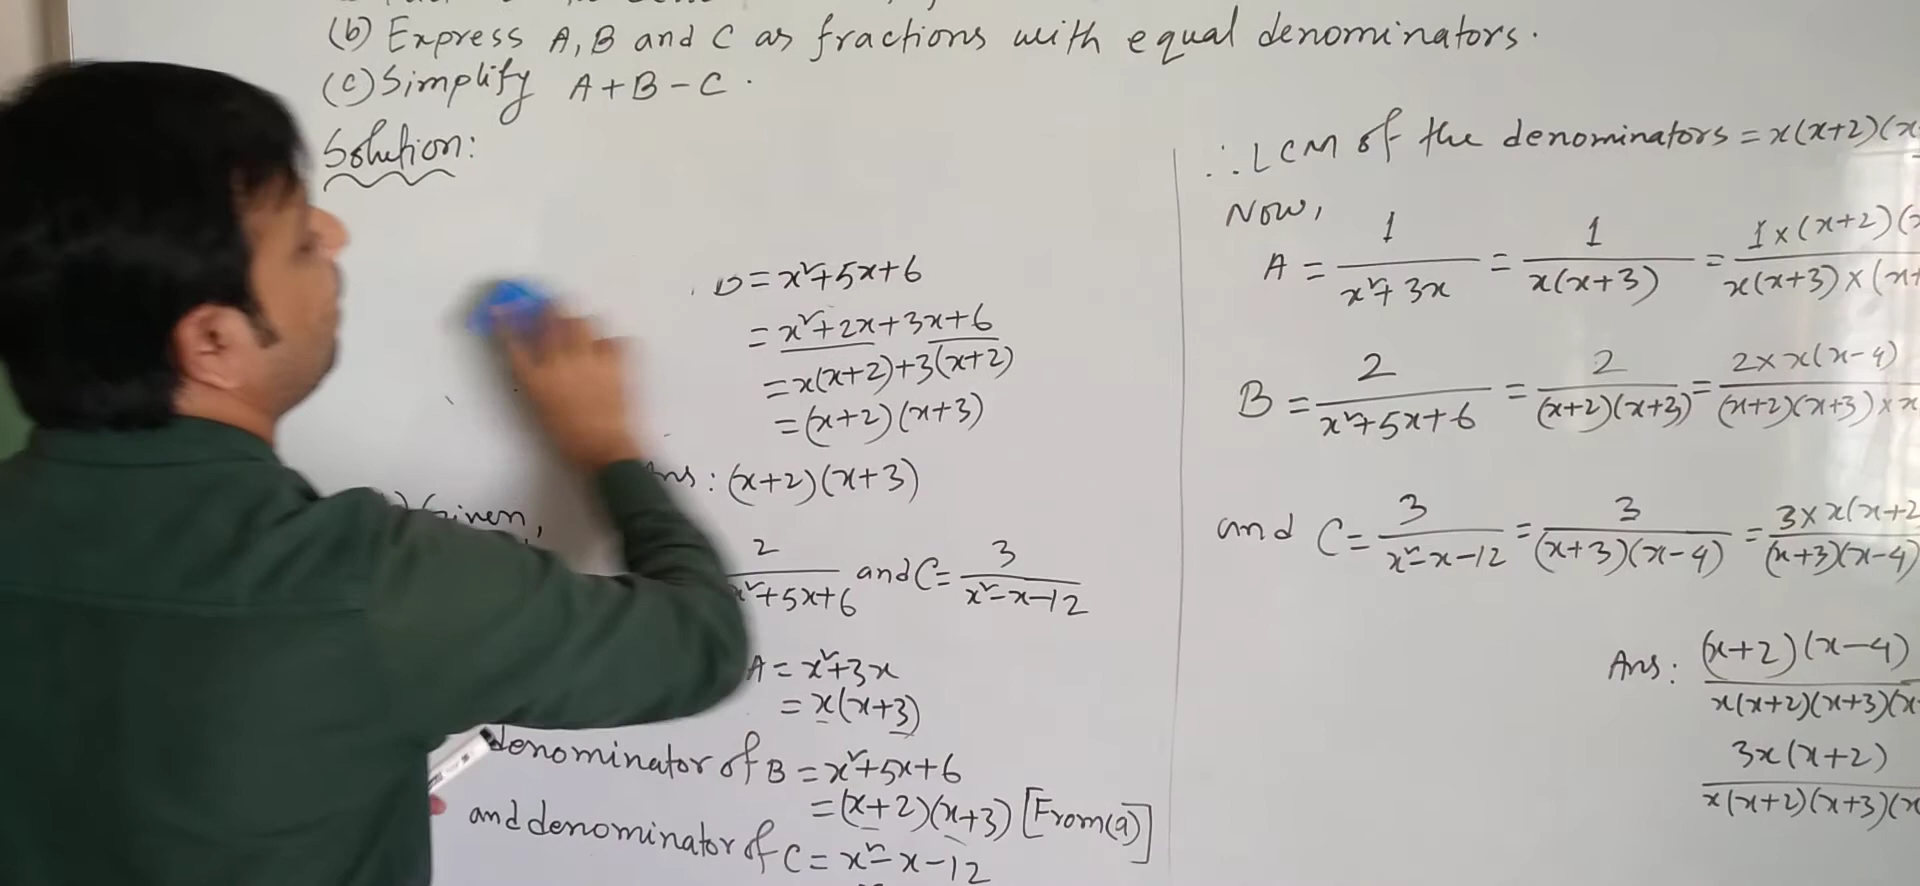 (b) Express A, B and C as fractions with equal denominators.
(c) Simplify A+B-C.
Solution:
D = x²+5x+6
= x²+2x+3x+6
= x(x+2)+3(x+2)
= (x+2)(x+3)
Ans: (x+2)(x+3)
Given,
2/(x²+5x+6) and C = 3/(x²-x-12)
A = x²+3x
= x(x+3)
denominator of B = x²+5x+6
= (x+2)(x+3) [From(a)]
and denominator of C = x²-x-12
∴ LCM of the denominators = x(x+2)(x
Now,
A = 1/(x²+3x) = 1/(x(x+3)) = 1×(x+2)(/x(x+3)×(x+
B = 2/(x²+5x+6) = 2/((x+2)(x+3)) = 2×x(x-4)/(x+2)(x+3)×x
and C = 3/(x²-x-12) = 3/((x+3)(x-4)) = 3×x(x+2/(x+3)(x-4)
Ans: (x+2)(x-4)/x(x+2)(x+3)(x
3x(x+2)/x(x+2)(x+3)(x